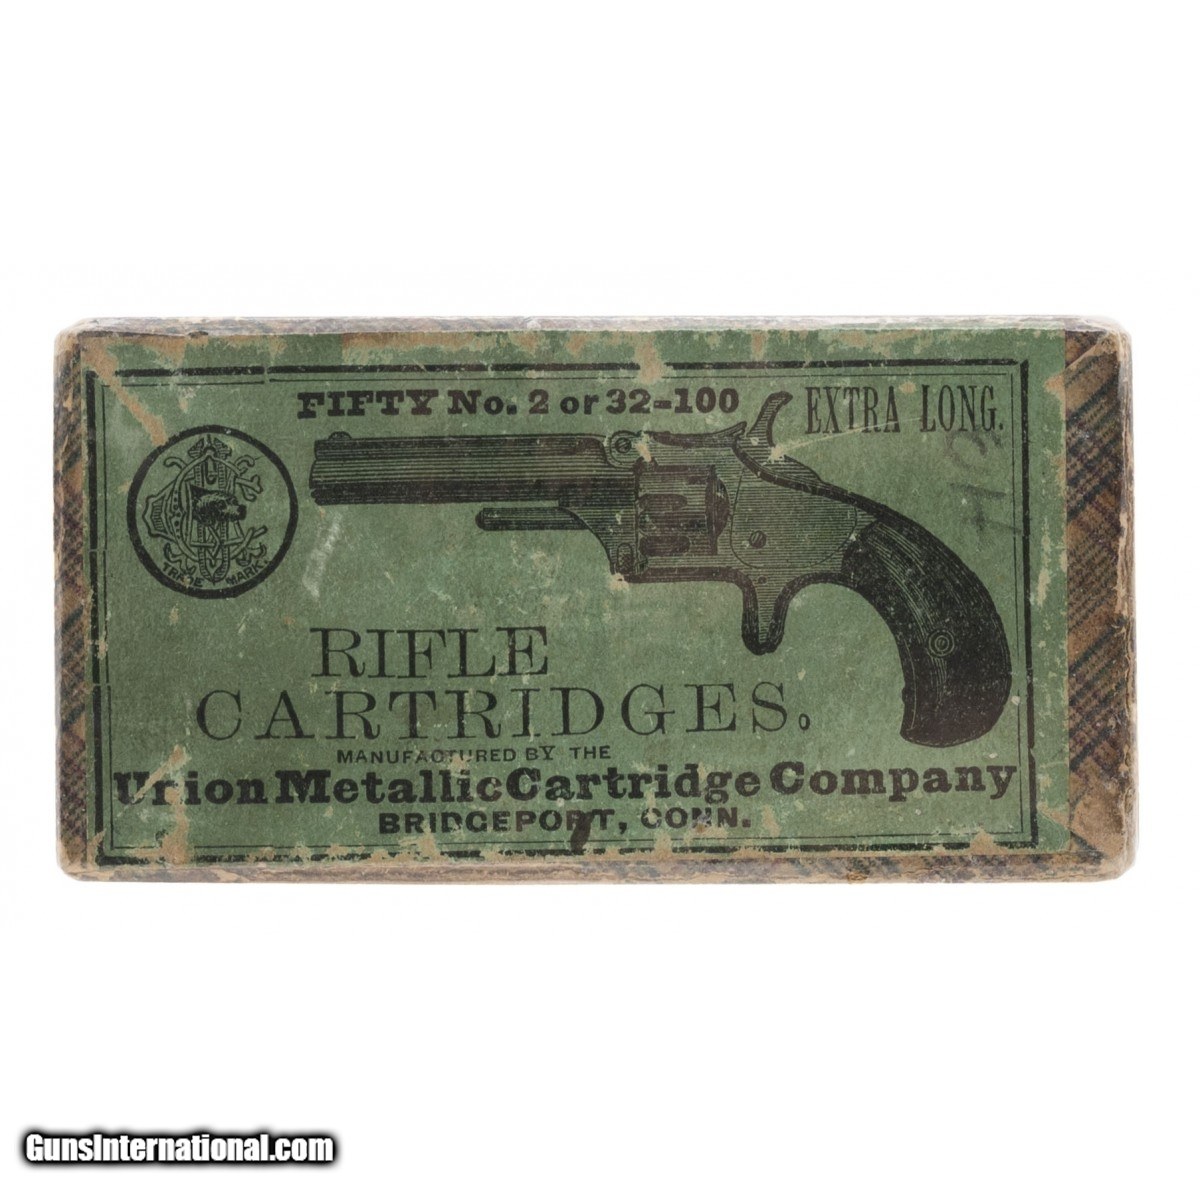 FIFTY No. 2 or 32-100
EXTRA LONG.
TRADE MARK
RIFLE
CARTRIDGES.
MANUFACTURED BY THE
Union Metallic Cartridge Company
BRIDGEPORT, CONN.
GunsInternational.com